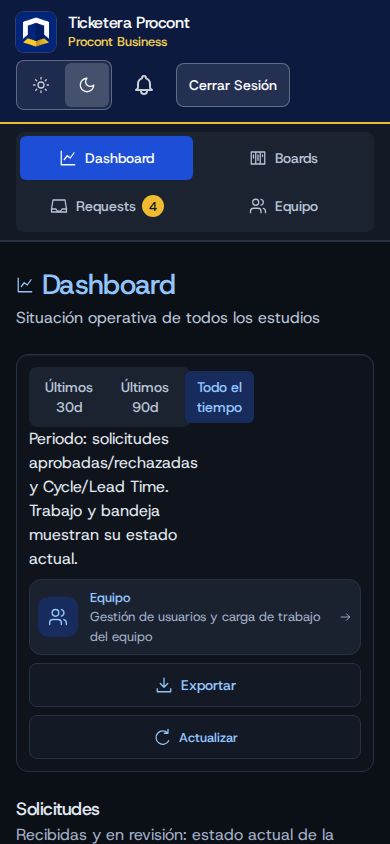 Ticketera Procont
Procont Business
Cerrar Sesión
Dashboard
Boards
Requests 4
Equipo
Dashboard
Situación operativa de todos los estudios
Últimos
30d
Últimos
90d
Todo el
tiempo
Periodo: solicitudes
aprobadas/rechazadas
y Cycle/Lead Time.
Trabajo y bandeja
muestran su estado
actual.
Equipo
Gestión de usuarios y carga de trabajo
del equipo
Exportar
Actualizar
Solicitudes
Recibidas y en revisión: estado actual de la